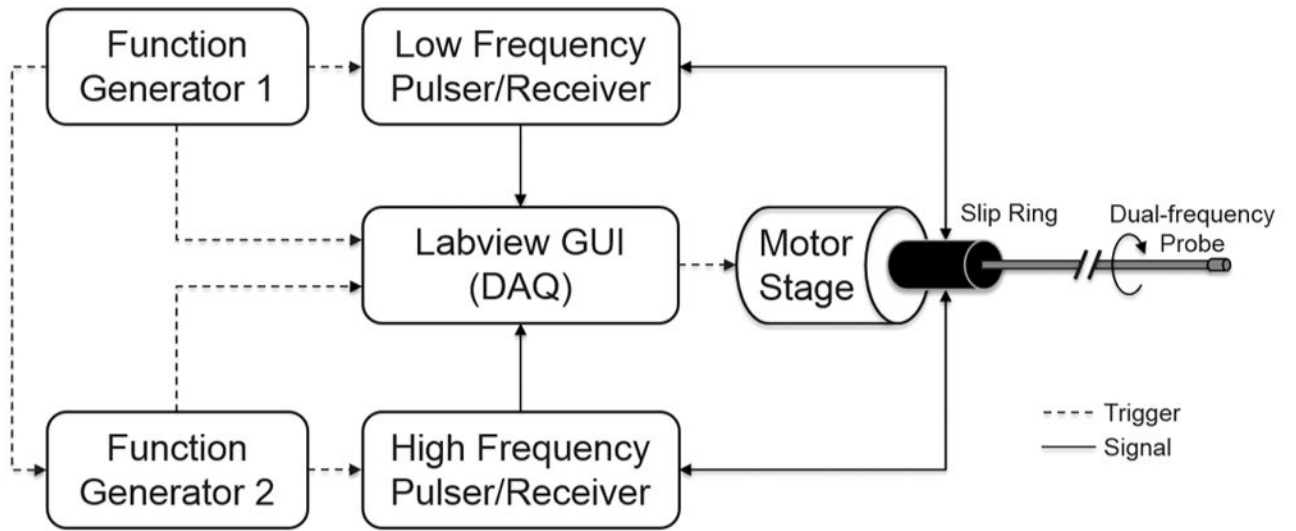 Function
Generator 1
Low Frequency
Pulser/Receiver
Labview GUI
(DAQ)
Motor
Stage
Slip Ring
Dual-frequency
Probe
Function
Generator 2
High Frequency
Pulser/Receiver
Trigger
Signal